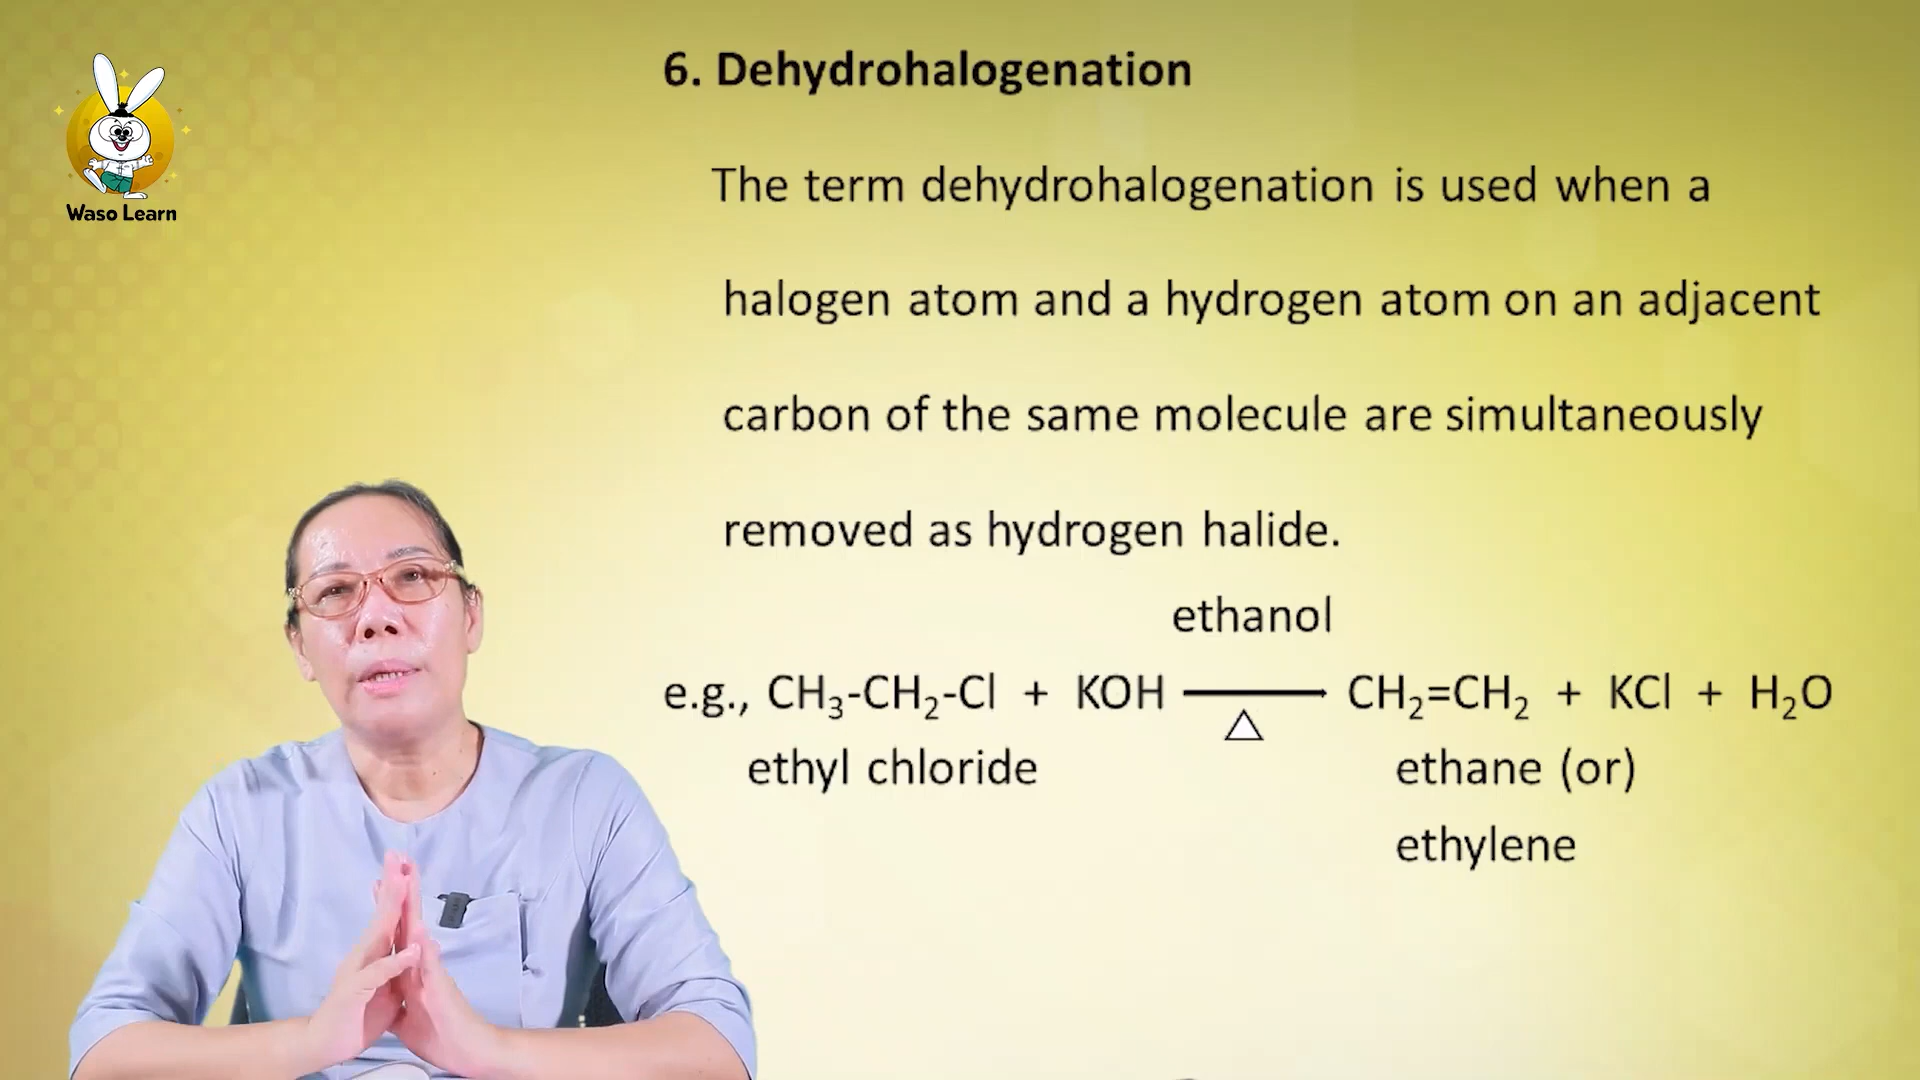 Waso Learn
6. Dehydrohalogenation
The term dehydrohalogenation is used when a
halogen atom and a hydrogen atom on an adjacent
carbon of the same molecule are simultaneously
removed as hydrogen halide.
ethanol
e.g., CH₃-CH₂-Cl + KOH ⟶ CH₂=CH₂ + KCl + H₂O
△
ethyl chloride ethane (or)
ethylene